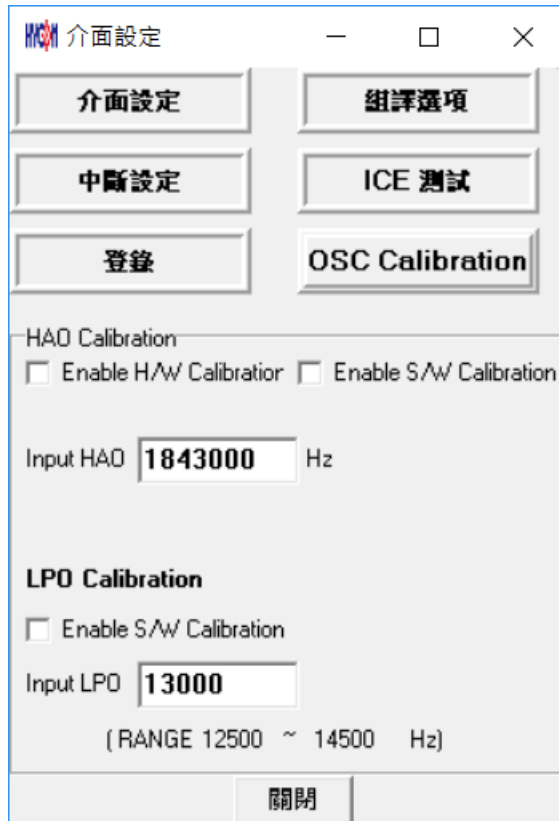 HYCON 介面設定
介面設定 組譯選項
中斷設定 ICE 測試
登錄 OSC Calibration
HAO Calibration
Enable H/W Calibratior Enable S/W Calibration
Input HAO 1843000 Hz
LPO Calibration
Enable S/W Calibration
Input LPO 13000
( RANGE 12500 ~ 14500 Hz)
關閉